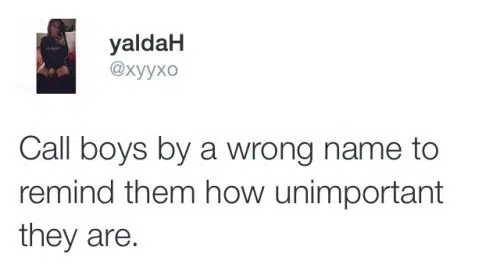 yaldaH
@xyyxo
Call boys by a wrong name to
remind them how unimportant
they are.